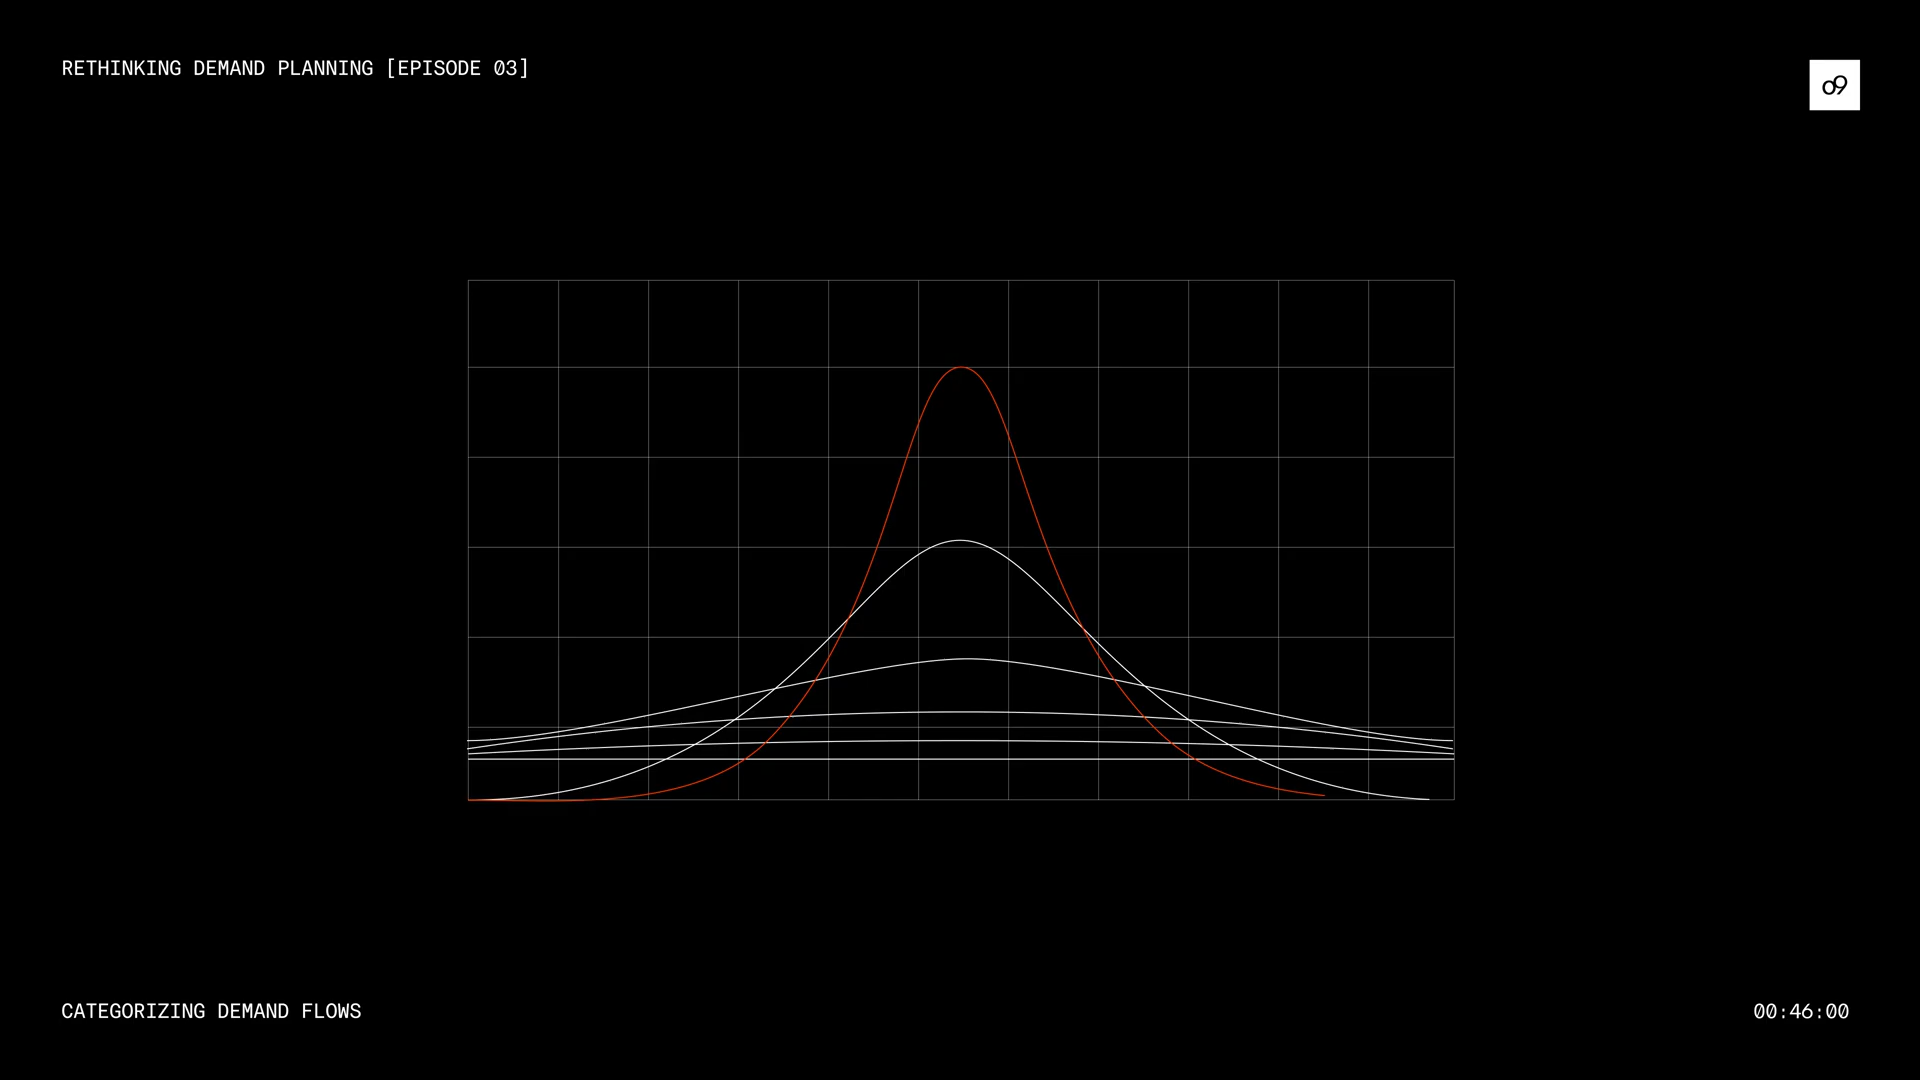 RETHINKING DEMAND PLANNING [EPISODE 03]
o9
CATEGORIZING DEMAND FLOWS
00:46:00